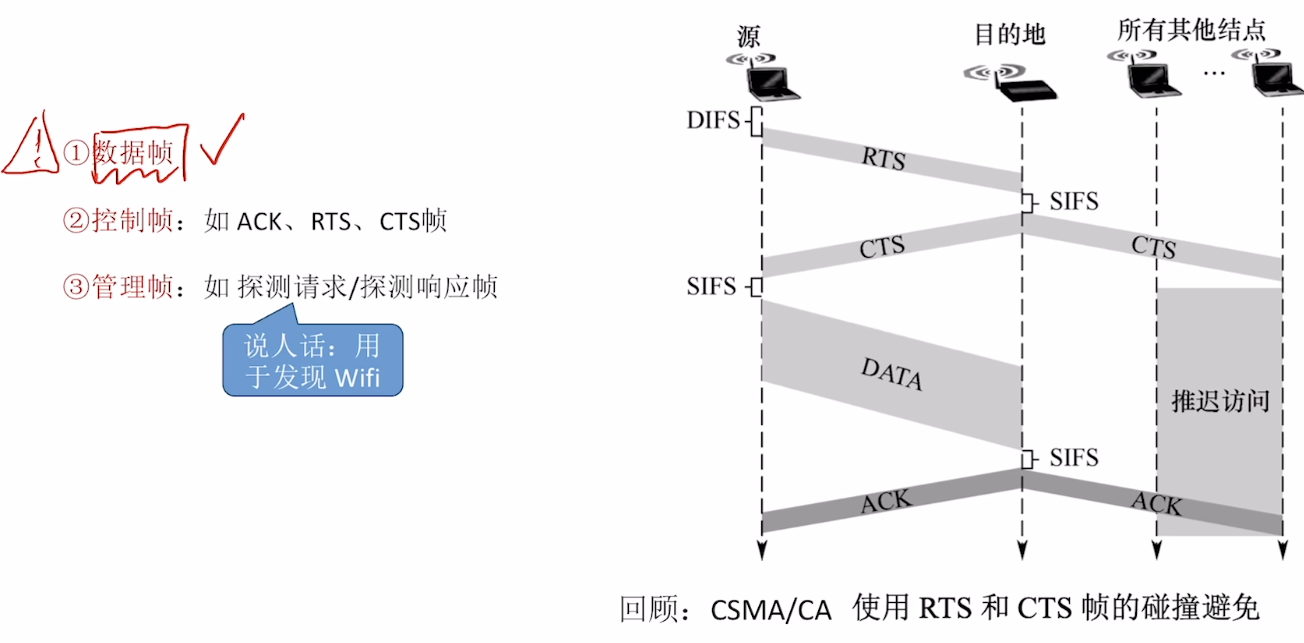 ①数据帧
②控制帧：如 ACK、RTS、CTS帧
③管理帧：如 探测请求/探测响应帧
说人话：用
于发现 Wifi
源
目的地
所有其他结点
…
DIFS
RTS
SIFS
CTS
CTS
SIFS
DATA
推迟访问
SIFS
ACK
ACK
回顾：CSMA/CA 使用 RTS 和 CTS 帧的碰撞避免